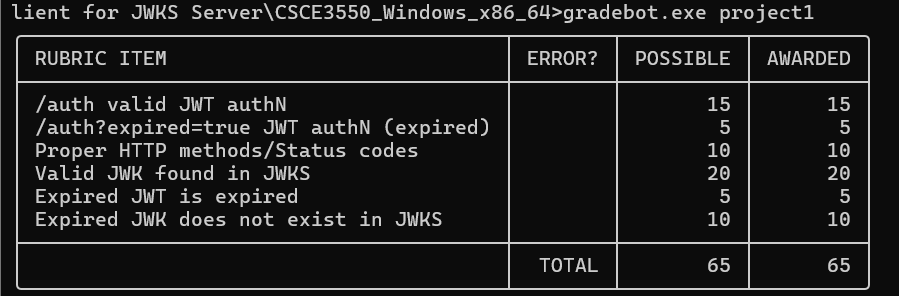 lient for JWKS Server\CSCE3550_Windows_x86_64>gradebot.exe project1
RUBRIC ITEM ERROR? POSSIBLE AWARDED
/auth valid JWT authN 15 15
/auth?expired=true JWT authN (expired) 5 5
Proper HTTP methods/Status codes 10 10
Valid JWK found in JWKS 20 20
Expired JWT is expired 5 5
Expired JWK does not exist in JWKS 10 10
TOTAL 65 65